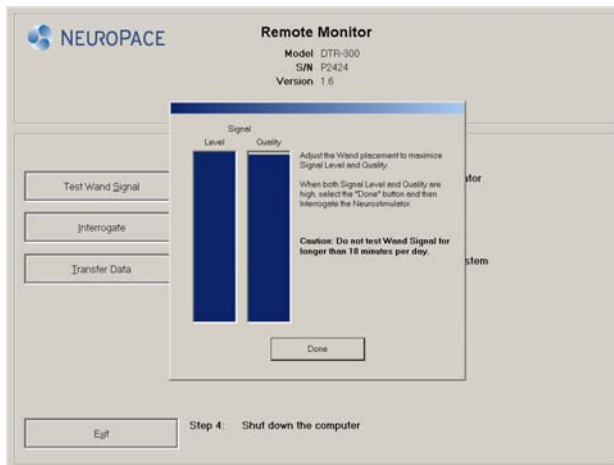 NEUROPACE
Remote Monitor
Model DTR-300
S/N P2424
Version 1.6
Signal
Level Quality
Adjust the Wand placement to maximize
Signal Level and Quality.
When both Signal Level and Quality are
high, select the "Done" button and then
Interrogate the Neurostimulator.
Caution: Do not test Wand Signal for
longer than 10 minutes per day.
Done
Test Wand Signal
Interrogate
Transfer Data
Exit
ator
stem
Step 4: Shut down the computer